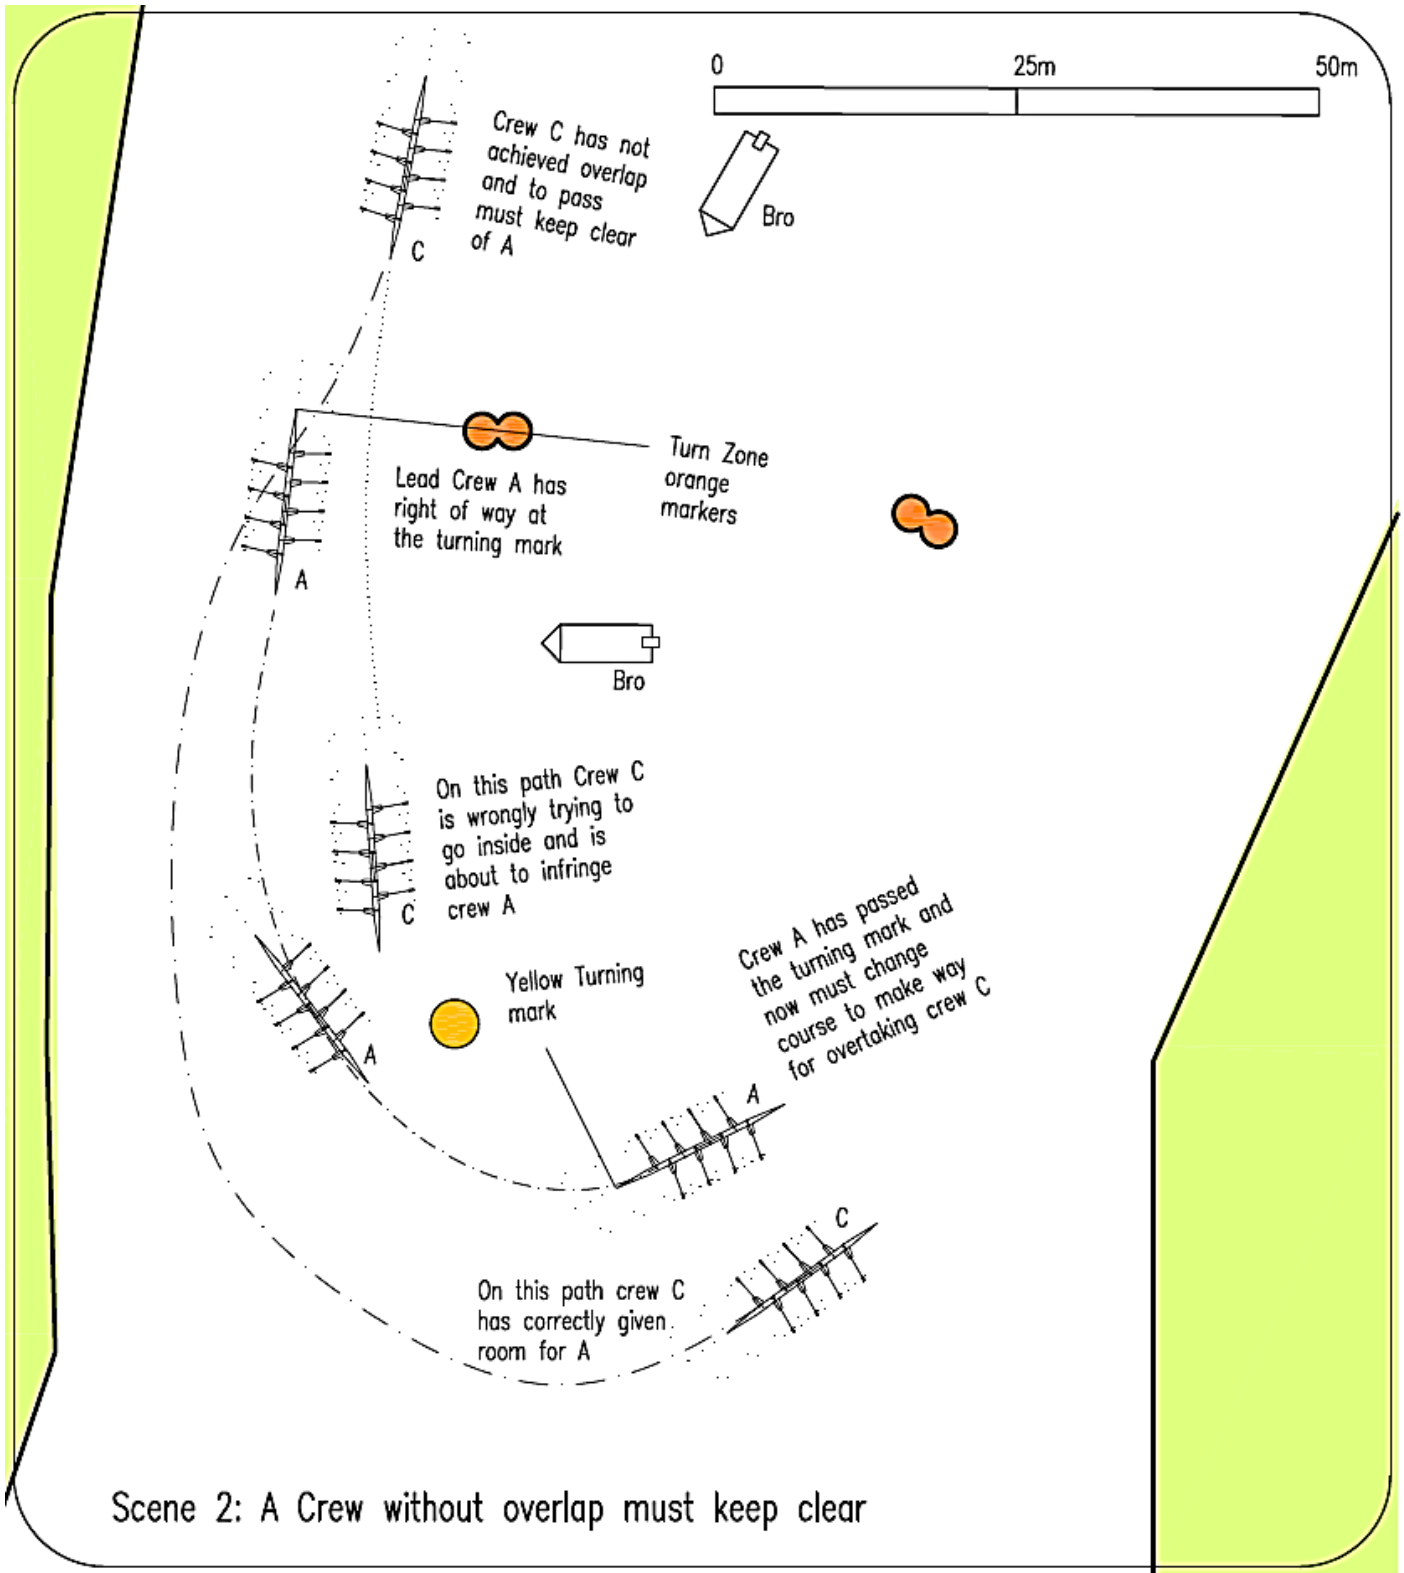 0
25m
50m
Crew C has not
achieved overlap
and to pass
must keep clear
of A
Bro
C
Turn Zone
orange
markers
Lead Crew A has
right of way at
the turning mark
A
Bro
On this path Crew C
is wrongly trying to
go inside and is
about to infringe
crew A
C
Crew A has passed
the turning mark and
now must change
course to make way
for overtaking crew C
Yellow Turning
mark
A
A
C
On this path crew C
has correctly given
room for A
Scene 2: A Crew without overlap must keep clear